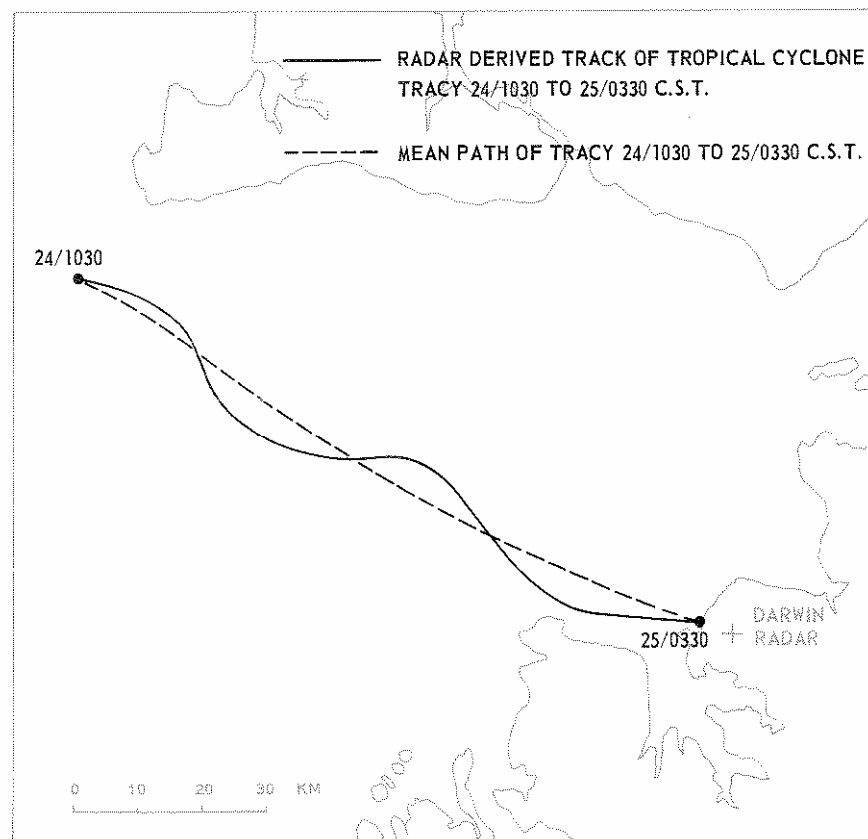 RADAR DERIVED TRACK OF TROPICAL CYCLONE
TRACY 24/1030 TO 25/0330 C.S.T.
MEAN PATH OF TRACY 24/1030 TO 25/0330 C.S.T.
24/1030
25/0330
DARWIN
RADAR
0 10 20 30 KM